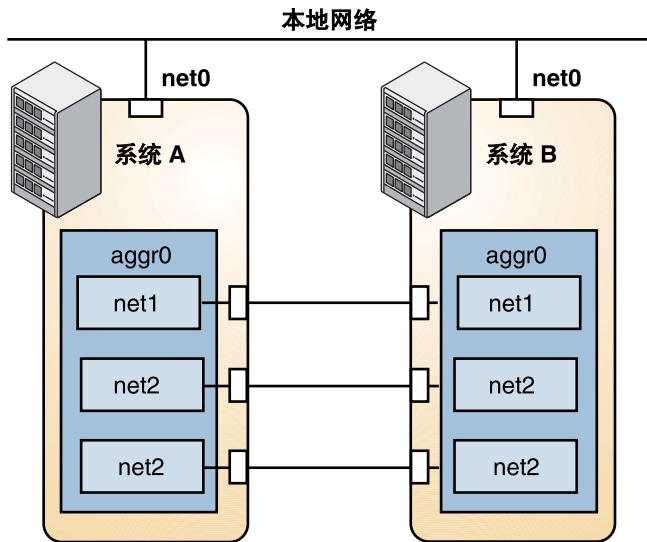 本地网络
net0
net0
系统 A
系统 B
aggr0
net1
net2
net2
aggr0
net1
net2
net2